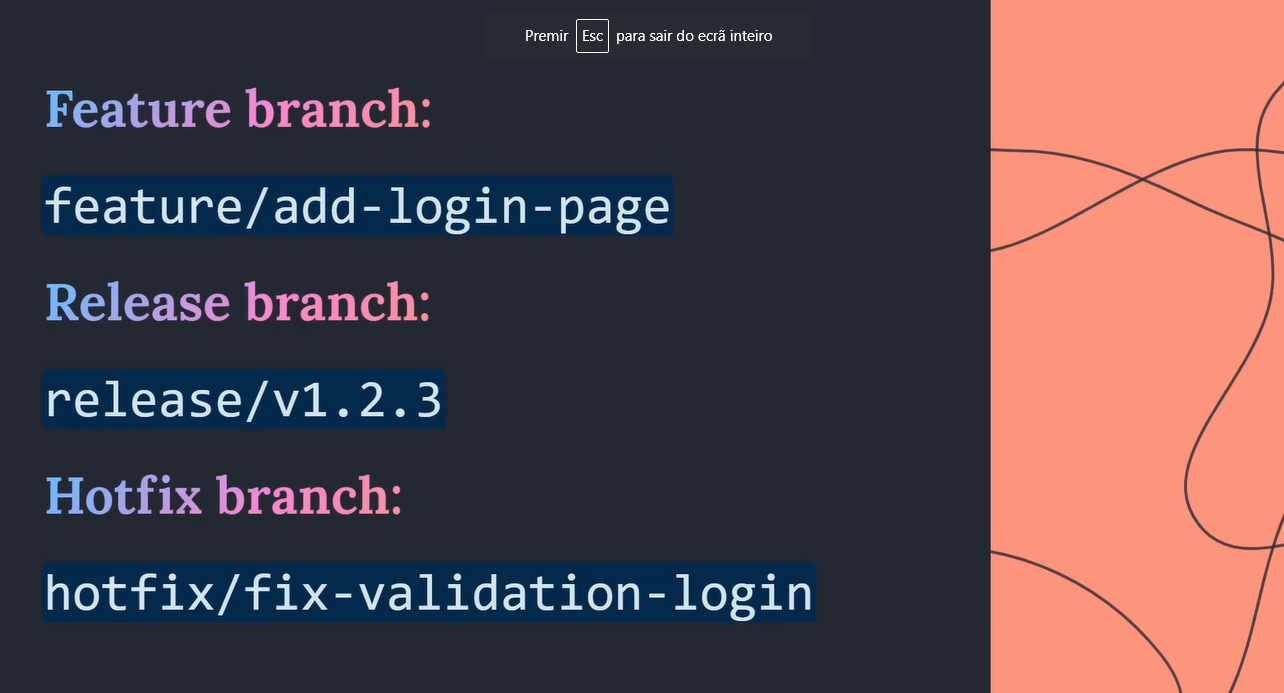 Premir Esc para sair do ecrã inteiro
Feature branch:
feature/add-login-page
Release branch:
release/v1.2.3
Hotfix branch:
hotfix/fix-validation-login